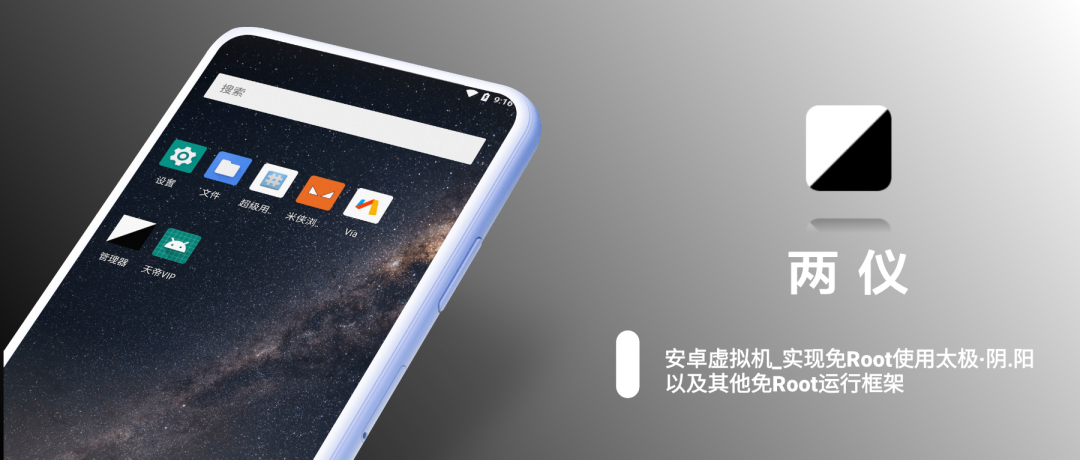 搜索
9:16
设置
文件
超级用..
米侠浏..
Via
管理器
天帝VIP
两仪
安卓虚拟机_实现免Root使用太极·阴.阳
以及其他免Root运行框架